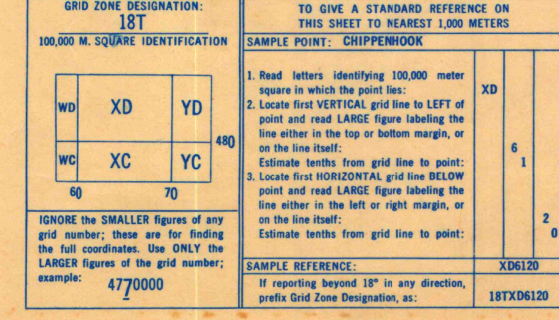 GRID ZONE DESIGNATION:
18T
100,000 M. SQUARE IDENTIFICATION
WD XD YD
480
WC XC YC
60 70
IGNORE the SMALLER figures of any
grid number; these are for finding
the full coordinates. Use ONLY the
LARGER figures of the grid number;
example:
4770000
TO GIVE A STANDARD REFERENCE ON
THIS SHEET TO NEAREST 1,000 METERS
SAMPLE POINT: CHIPPENHOOK
1. Read letters identifying 100,000 meter
square in which the point lies: XD
2. Locate first VERTICAL grid line to LEFT of
point and read LARGE figure labeling the
line either in the top or bottom margin, or
on the line itself: 6
Estimate tenths from grid line to point: 1
3. Locate first HORIZONTAL grid line BELOW
point and read LARGE figure labeling the
line either in the left or right margin, or
on the line itself: 2
Estimate tenths from grid line to point: 0
SAMPLE REFERENCE: XD6120
If reporting beyond 18° in any direction,
prefix Grid Zone Designation, as: 18TXD6120